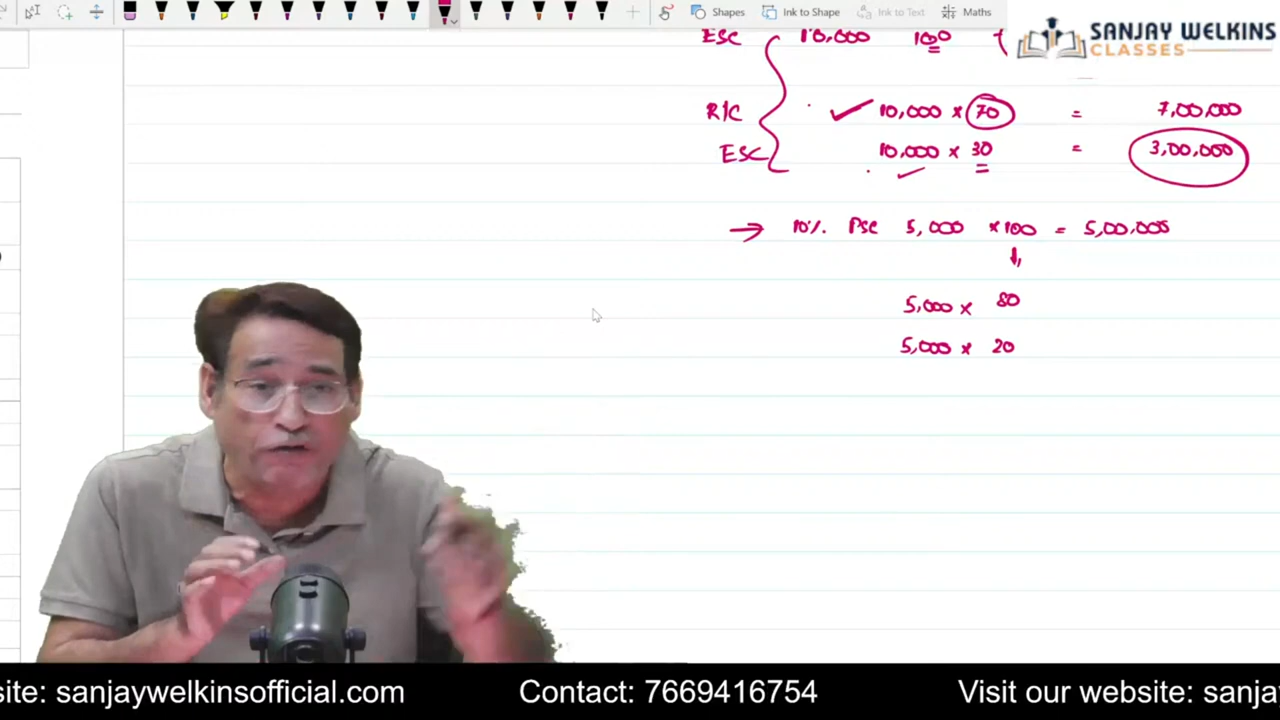 Shapes Ink to Shape Ink to Text Maths
SANJAY WELKINS
CLASSES
ESC 10,000 100
R/C 10,000 × 70 = 7,00,000
ESC 10,000 × 30 = 3,00,000
→ 10% PSC 5,000 ×100 = 5,00,000
5,000 × 80
5,000 × 20
site: sanjaywelkinsofficial.com Contact: 7669416754 Visit our website: sanjay